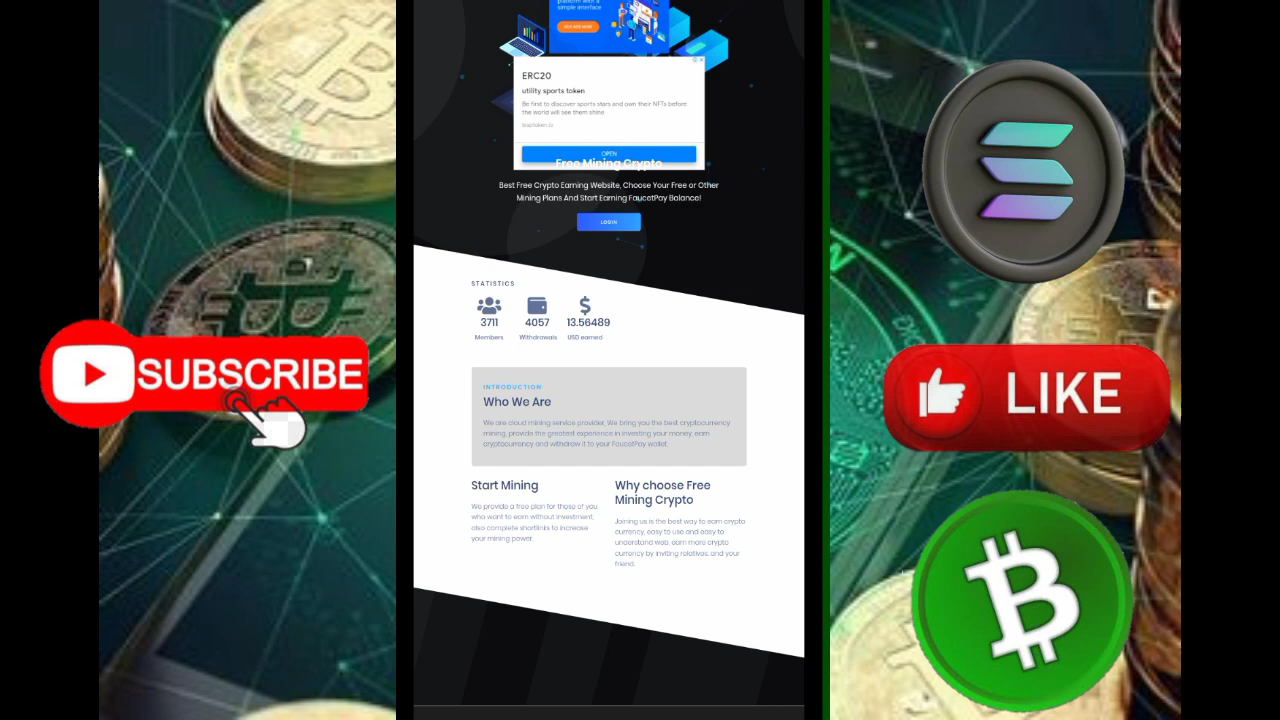 platform with a
simple interface
ERC20
utility sports token
Be first to discover sports stars and own their NFTs before
the world will see them shine
OPEN
Free Mining Crypto
Best Free Crypto Earning Website, Choose Your Free or Other
Mining Plans And Start Earning FaucetPay Balance!
LOGIN
STATISTICS
3711
4057
13.56489
Members
Withdrawals
USD earned
INTRODUCTION
Who We Are
We are cloud mining service provider, We bring you the best cryptocurrency
mining, provide the greatest experience in investing your money, earn
cryptocurrency and withdraw it to your FaucetPay wallet.
Start Mining
We provide a free plan for those of you
who want to earn without investment,
also complete shortlinks to increase
your mining power.
Why choose Free
Mining Crypto
Joining us is the best way to earn crypto
currency, easy to use and easy to
understand web, earn more crypto
currency by inviting relatives. and your
friend.
SUBSCRIBE
LIKE